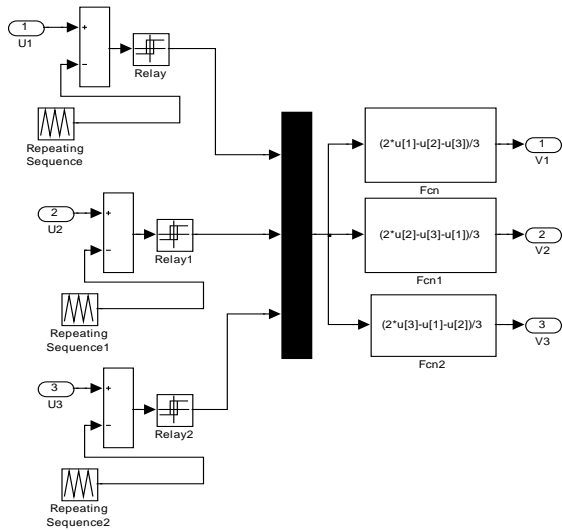 1
+
U1
−
Relay
Repeating
Sequence
(2*u[1]-u[2]-u[3])/3
Fcn
1
V1
2
+
U2
−
Relay1
Repeating
Sequence1
(2*u[2]-u[3]-u[1])/3
Fcn1
2
V2
3
+
U3
−
Relay2
Repeating
Sequence2
(2*u[3]-u[1]-u[2])/3
Fcn2
3
V3